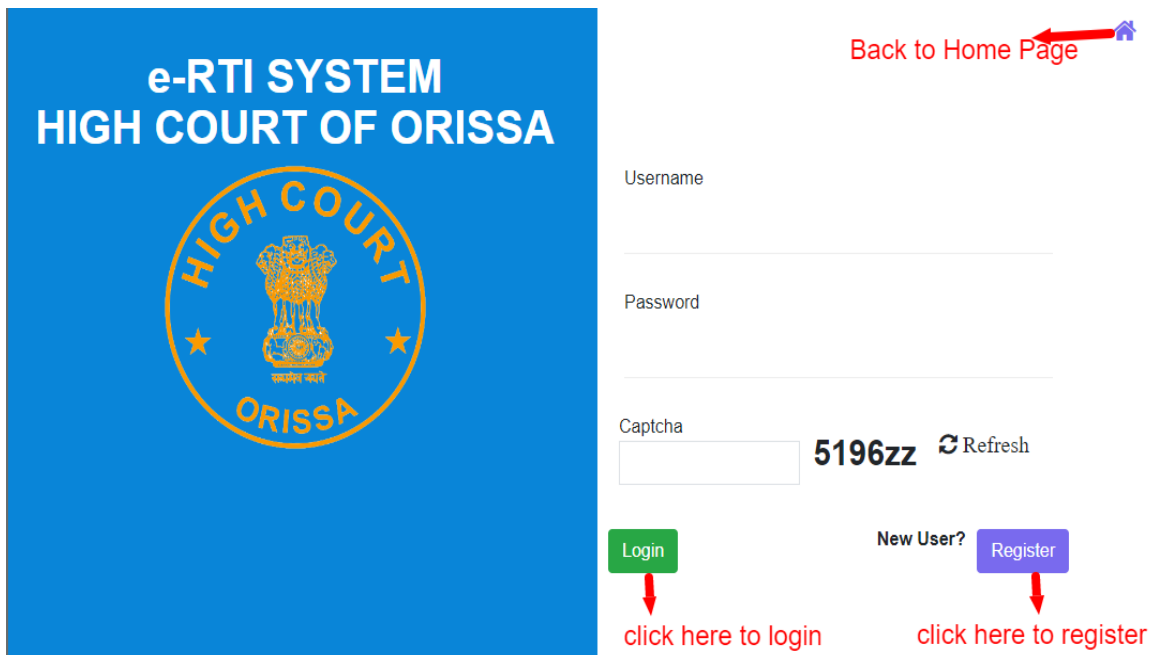 e-RTI SYSTEM
HIGH COURT OF ORISSA
HIGH COURT
सत्यमेव जयते
ORISSA
Back to Home Page
Username
Password
Captcha
5196zz Refresh
Login New User? Register
click here to login click here to register